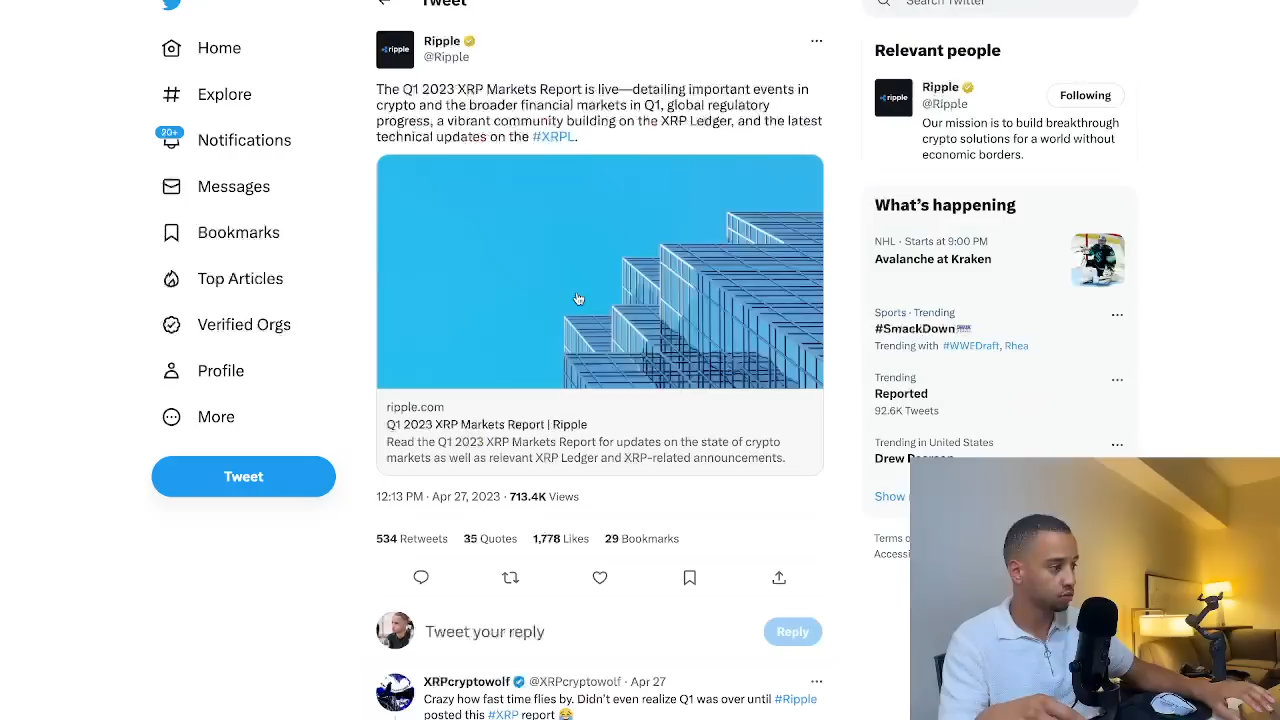 Tweet
Search Twitter
Home
Explore
20+
Notifications
Messages
Bookmarks
Top Articles
Verified Orgs
Profile
More
Tweet
ripple
Ripple
@Ripple
The Q1 2023 XRP Markets Report is live—detailing important events in
crypto and the broader financial markets in Q1, global regulatory
progress, a vibrant community building on the XRP Ledger, and the latest
technical updates on the #XRPL.
ripple.com
Q1 2023 XRP Markets Report | Ripple
Read the Q1 2023 XRP Markets Report for updates on the state of crypto
markets as well as relevant XRP Ledger and XRP-related announcements.
12:13 PM · Apr 27, 2023 · 713.4K Views
534 Retweets 35 Quotes 1,778 Likes 29 Bookmarks
Tweet your reply
Reply
XRPcryptowolf @XRPcryptowolf · Apr 27
Crazy how fast time flies by. Didn't even realize Q1 was over until #Ripple
posted this #XRP report 😂
Relevant people
ripple
Ripple
@Ripple
Following
Our mission is to build breakthrough
crypto solutions for a world without
economic borders.
What's happening
NHL · Starts at 9:00 PM
Avalanche at Kraken
Sports · Trending
#SmackDown
Trending with #WWEDraft, Rhea
Trending
Reported
92.6K Tweets
Trending in United States
Drew
Show
Terms